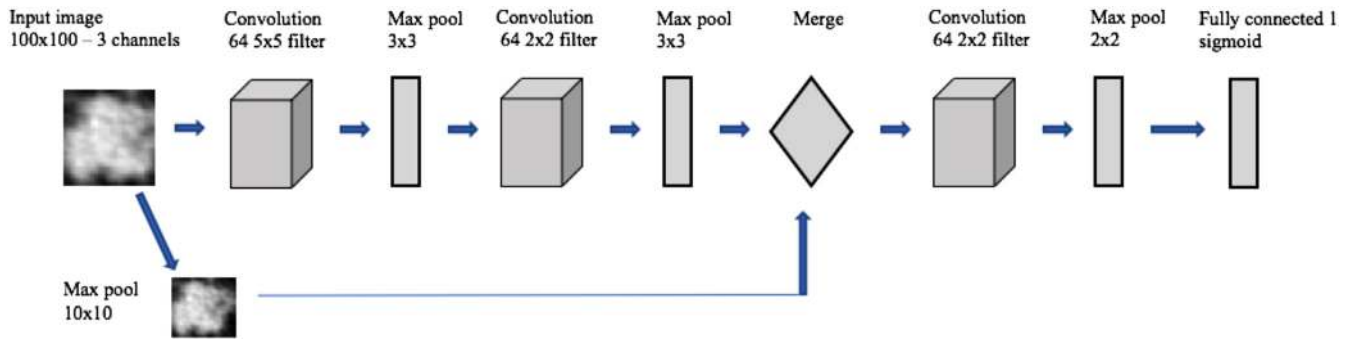 Input image
100x100 – 3 channels
Convolution
64 5x5 filter
Max pool
3x3
Convolution
64 2x2 filter
Max pool
3x3
Merge
Convolution
64 2x2 filter
Max pool
2x2
Fully connected 1
sigmoid
Max pool
10x10